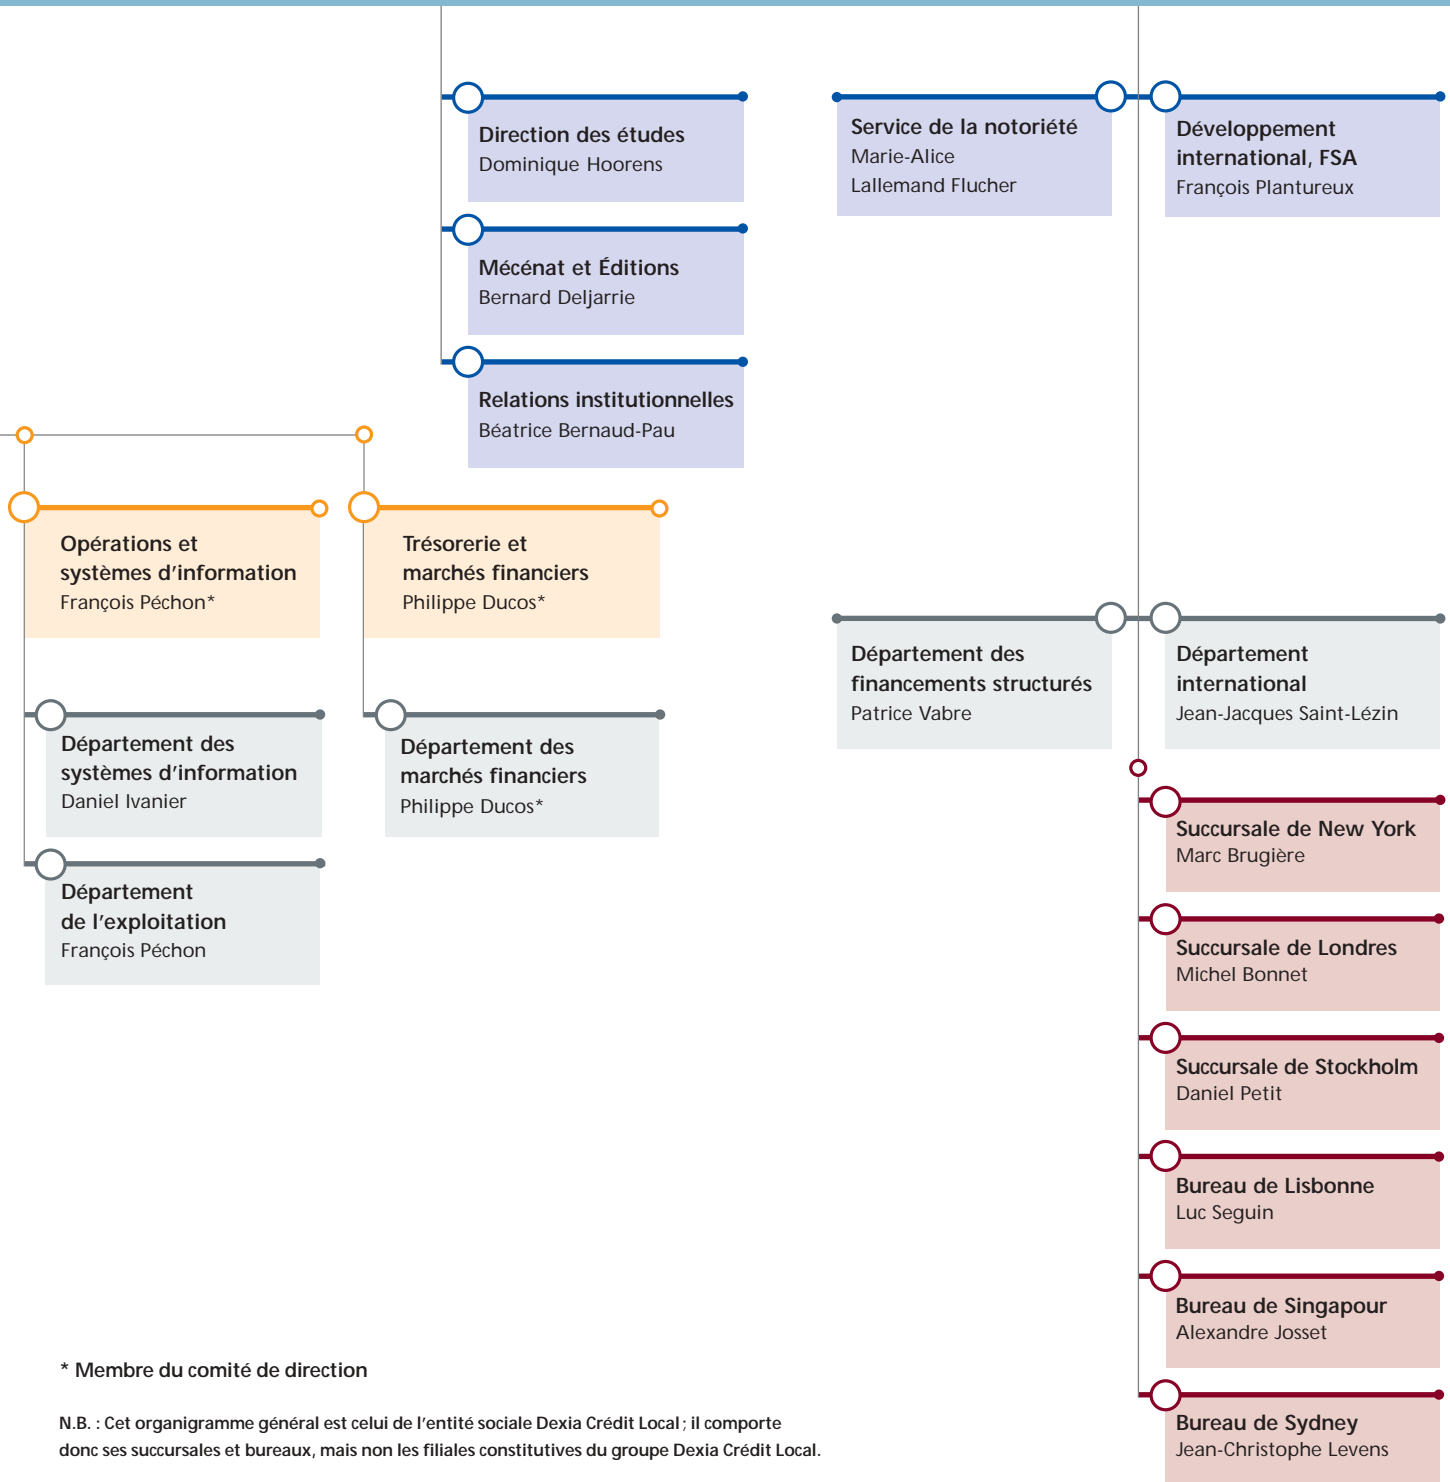 Direction des études
Dominique Hoorens
Mécénat et Éditions
Bernard Deljarrie
Relations institutionnelles
Béatrice Bernaud-Pau
Service de la notoriété
Marie-Alice
Lallemand Flucher
Développement
international, FSA
François Plantureux
Opérations et
systèmes d'information
François Péchon*
Trésorerie et
marchés financiers
Philippe Ducos*
Département des
systèmes d'information
Daniel Ivanier
Département des
marchés financiers
Philippe Ducos*
Département
de l'exploitation
François Péchon
Département des
financements structurés
Patrice Vabre
Département
international
Jean-Jacques Saint-Lézin
Succursale de New York
Marc Brugière
Succursale de Londres
Michel Bonnet
Succursale de Stockholm
Daniel Petit
Bureau de Lisbonne
Luc Seguin
Bureau de Singapour
Alexandre Josset
Bureau de Sydney
Jean-Christophe Levens
* Membre du comité de direction
N.B. : Cet organigramme général est celui de l'entité sociale Dexia Crédit Local ; il comporte
donc ses succursales et bureaux, mais non les filiales constitutives du groupe Dexia Crédit Local.